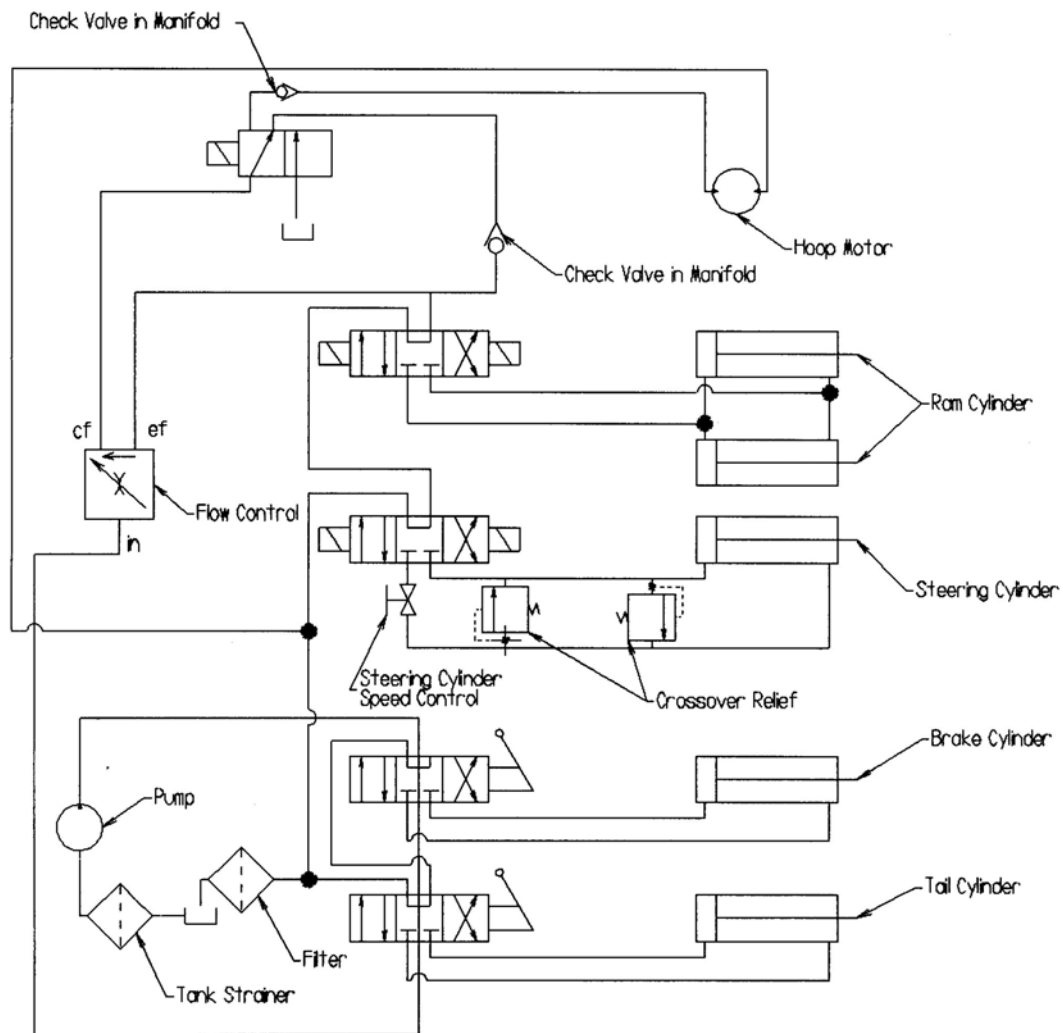 Check Valve in Manifold
Hoop Motor
Check Valve in Manifold
Ram Cylinder
cf
ef
Flow Control
in
Steering Cylinder
Steering Cylinder
Speed Control
Crossover Relief
Brake Cylinder
Pump
Tail Cylinder
Filter
Tank Strainer